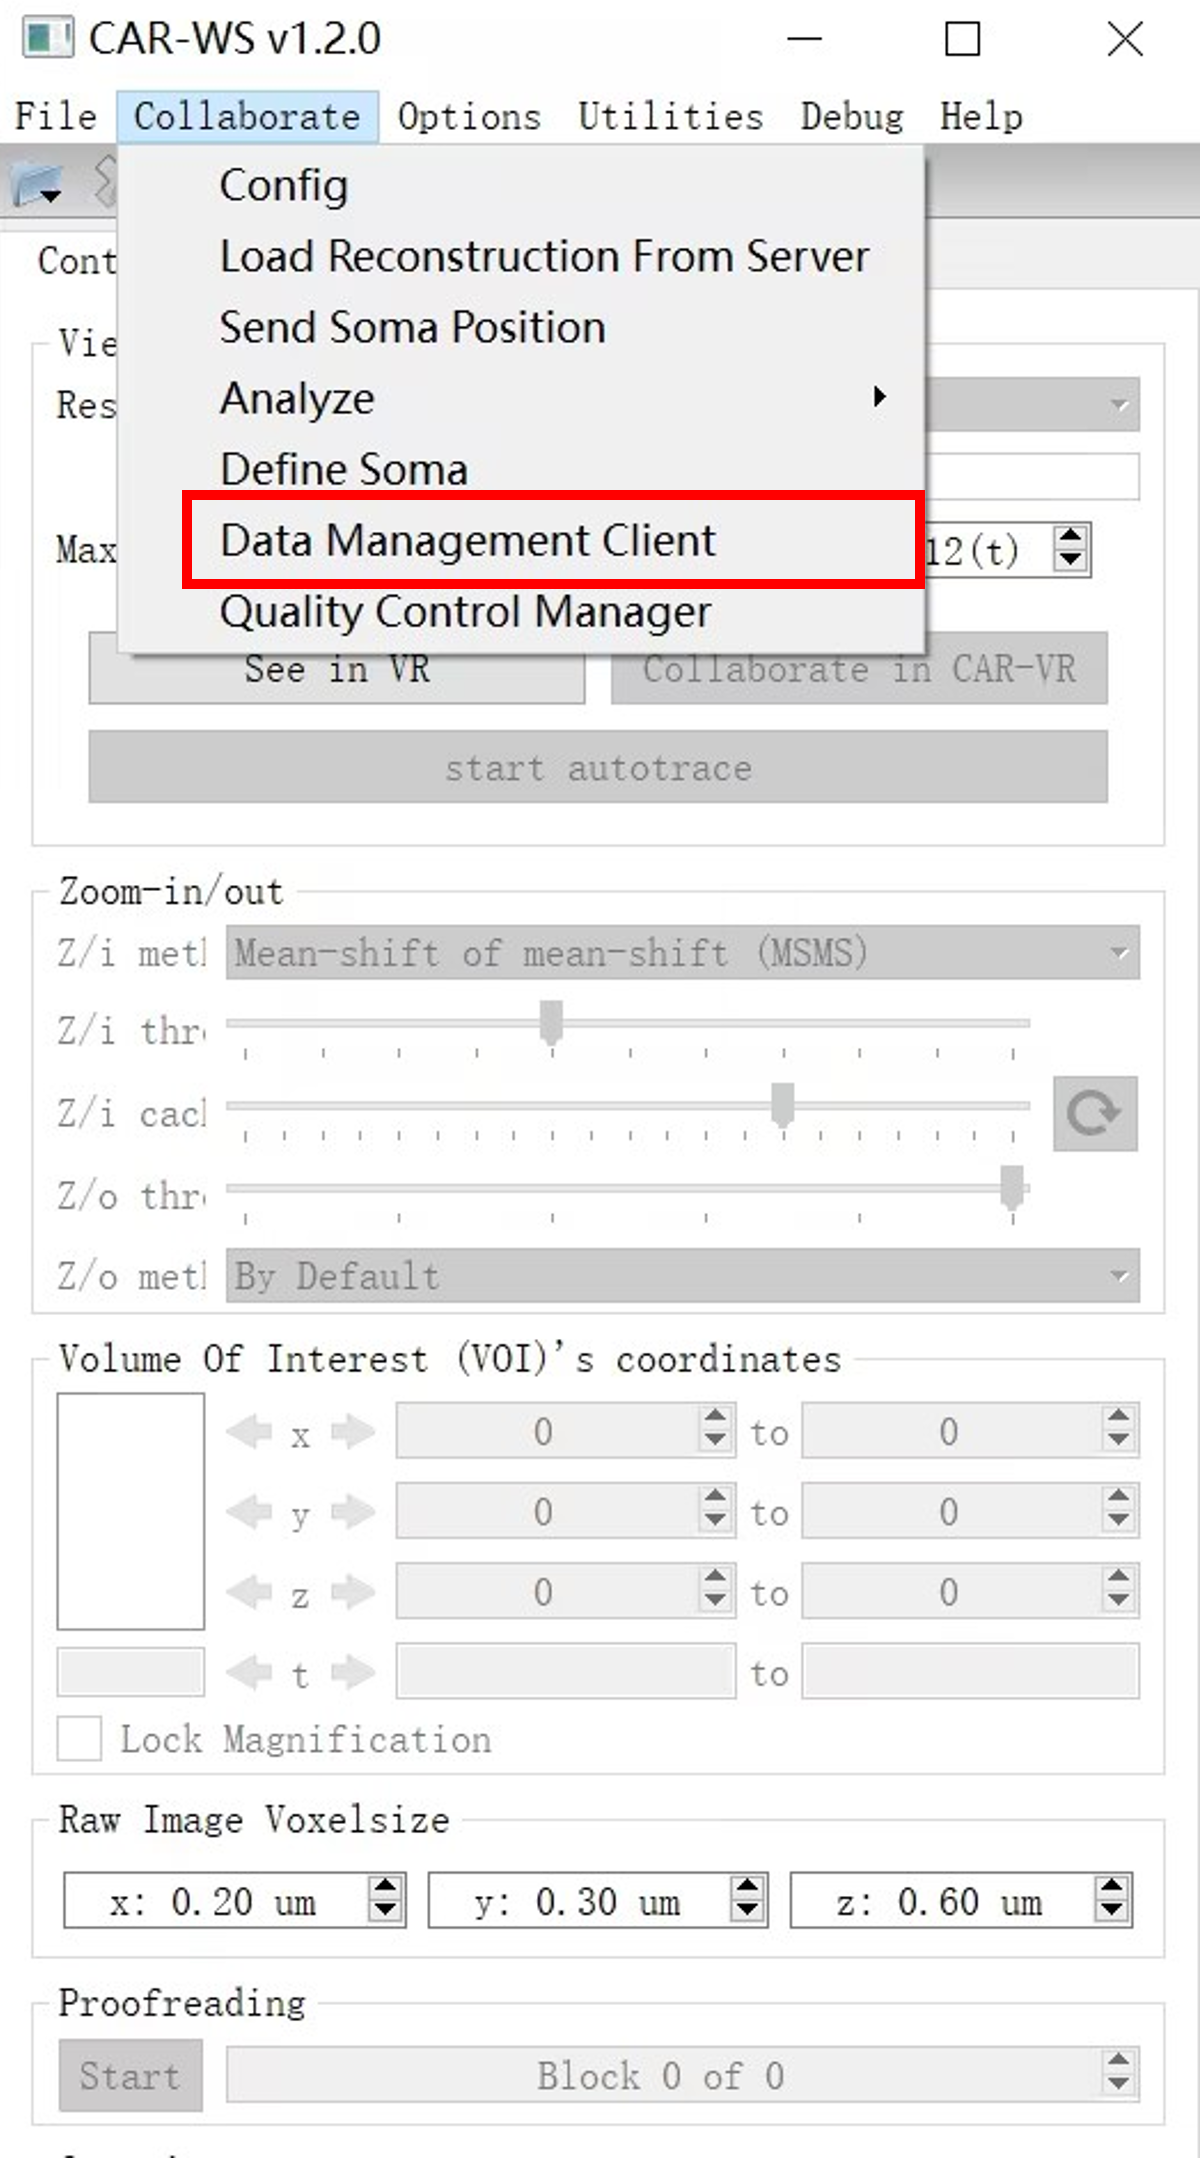 CAR-WS v1.2.0
File Collaborate Options Utilities Debug Help
Config
Load Reconstruction From Server
Cont
Send Soma Position
Vie
Analyze
Res
Define Soma
Data Management Client
Max
12(t)
Quality Control Manager
See in VR Collaborate in CAR-VR
start autotrace
Zoom-in/out
Z/i met Mean-shift of mean-shift (MSMS)
Z/i thr
Z/i cac
Z/o thr
Z/o met By Default
Volume Of Interest (VOI)'s coordinates
x 0 to 0
y 0 to 0
z 0 to 0
t to
Lock Magnification
Raw Image Voxelsize
x: 0.20 um y: 0.30 um z: 0.60 um
Proofreading
Start Block 0 of 0